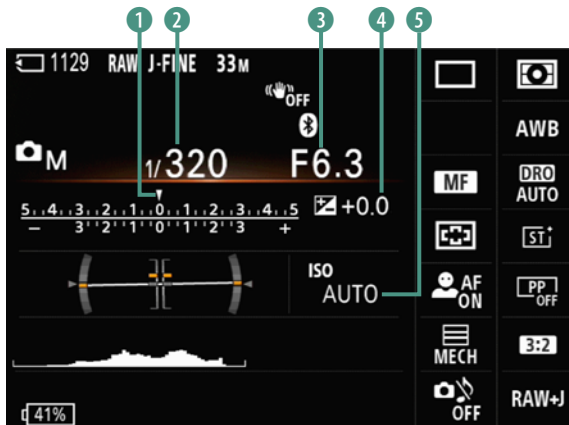 1 2 3 4 5
1129 RAW J-FINE 33M
OFF
M 1/320 F6.3
5..4..3..2..1..0..1..2..3..4..5 +0.0
− 3··2··1··0··1··2··3 +
ISO
AUTO
41%
AWB
MF DRO
AUTO
ST
AF
ON PP
OFF
MECH 3:2
OFF RAW+J